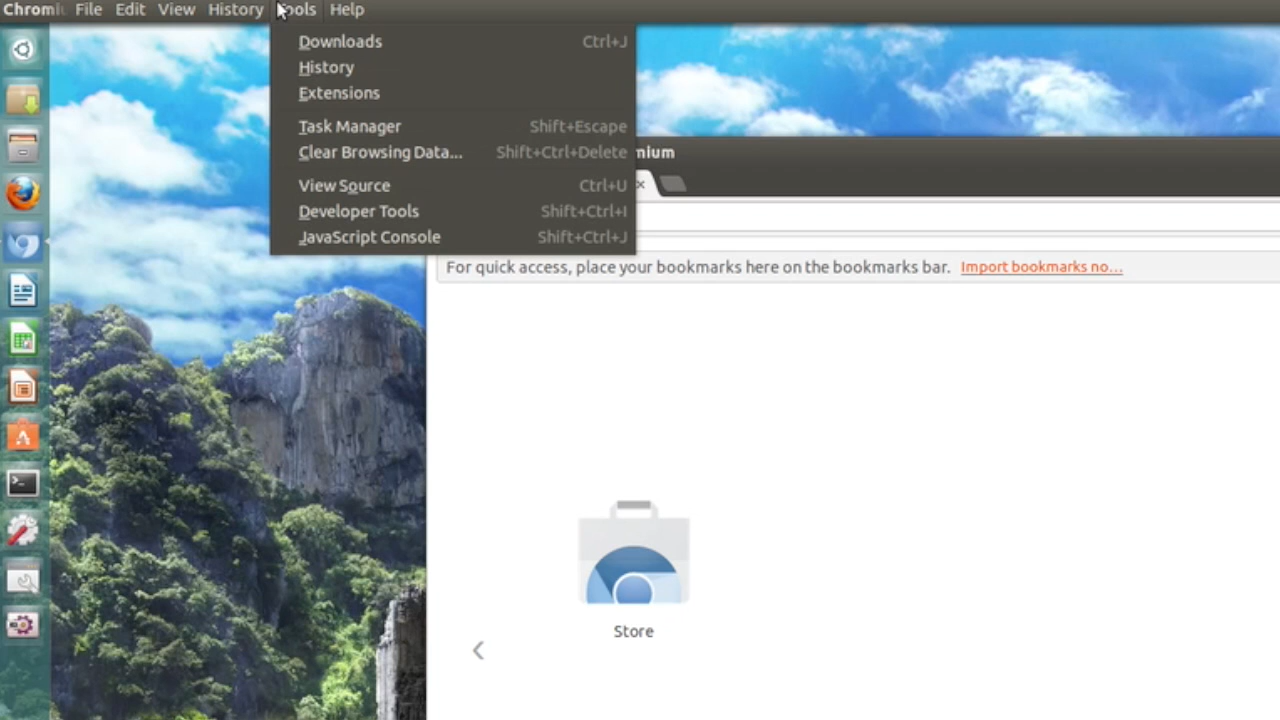 Chromi File Edit View History Tools Help
Downloads Ctrl+J
History
Extensions
Task Manager Shift+Escape
Clear Browsing Data... Shift+Ctrl+Delete
mium
View Source Ctrl+U
Developer Tools Shift+Ctrl+I
JavaScript Console Shift+Ctrl+J
For quick access, place your bookmarks here on the bookmarks bar. Import bookmarks no...
Store